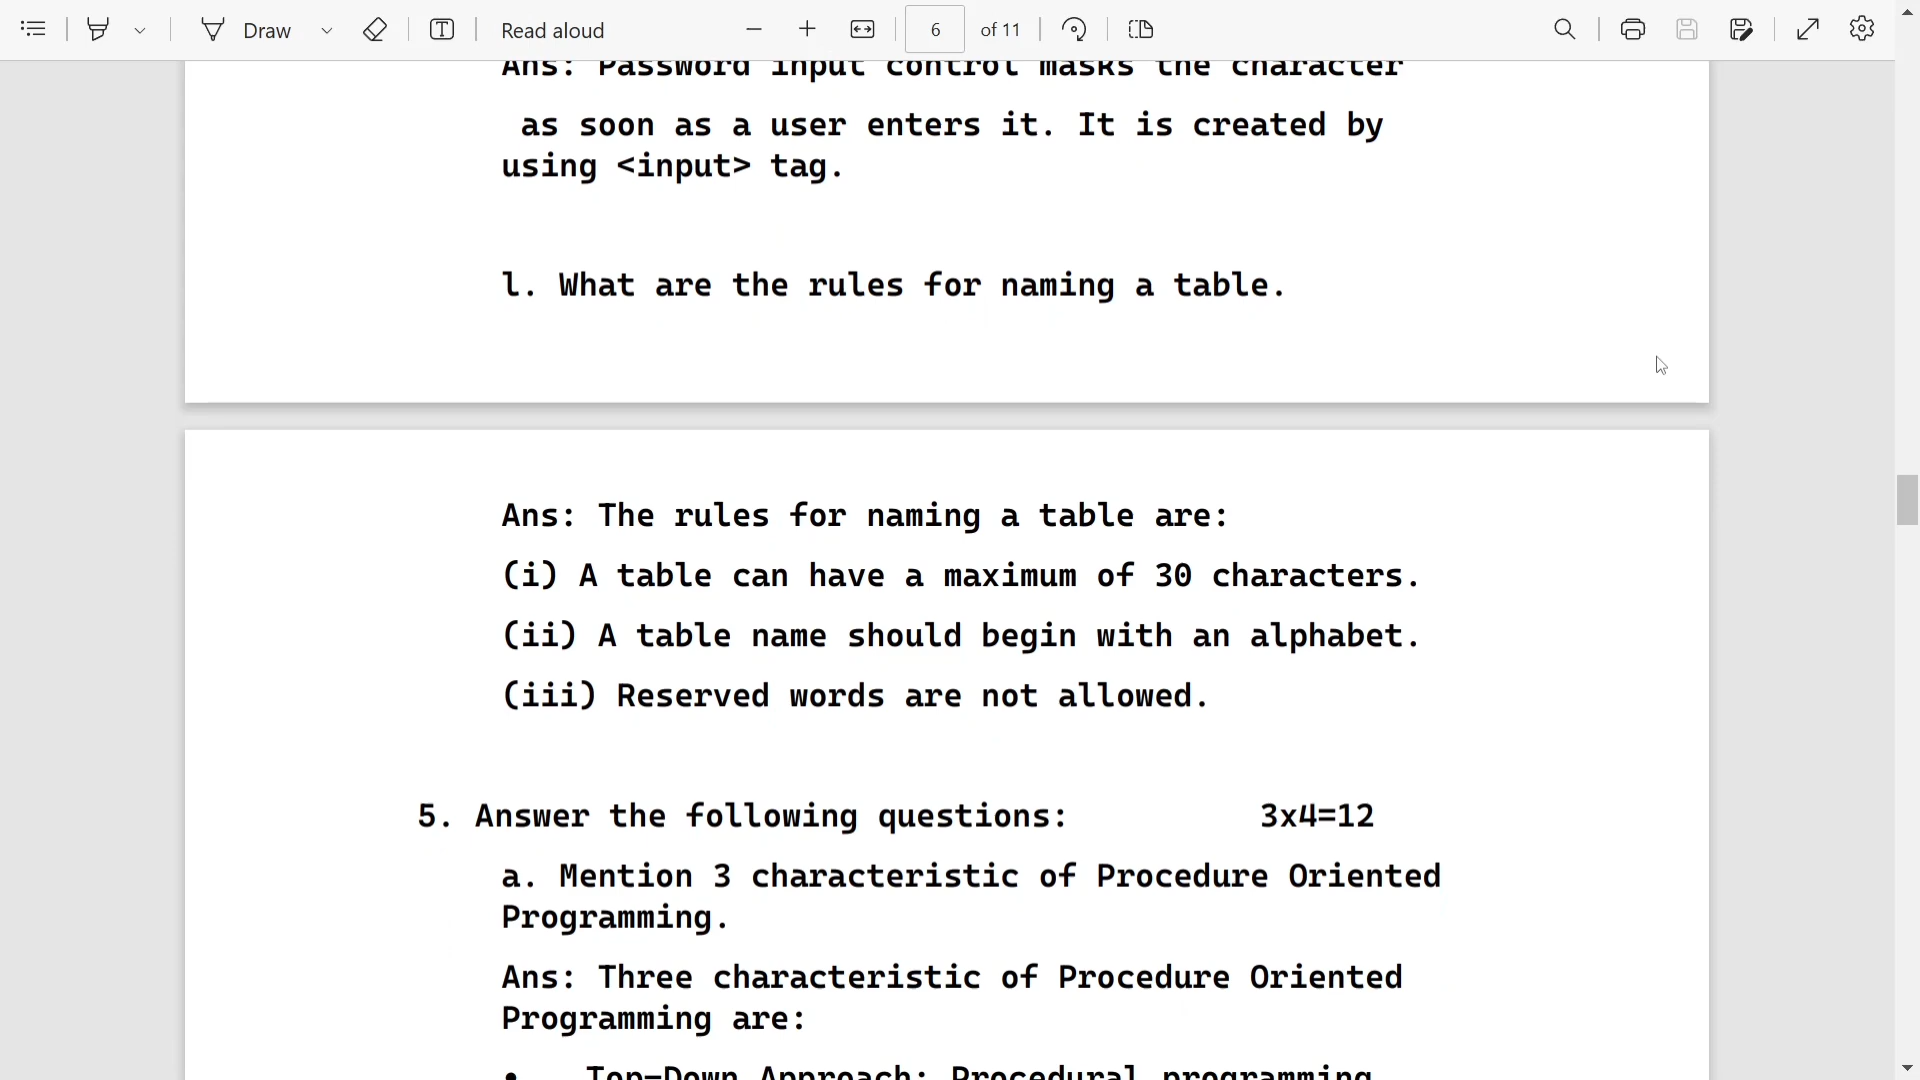 Draw Read aloud 6 of 11
Ans: Password input control masks the character
as soon as a user enters it. It is created by
using <input> tag.
l. What are the rules for naming a table.
Ans: The rules for naming a table are:
(i) A table can have a maximum of 30 characters.
(ii) A table name should begin with an alphabet.
(iii) Reserved words are not allowed.
5. Answer the following questions: 3x4=12
a. Mention 3 characteristic of Procedure Oriented
Programming.
Ans: Three characteristic of Procedure Oriented
Programming are:
• Top-Down Approach: Procedural programming